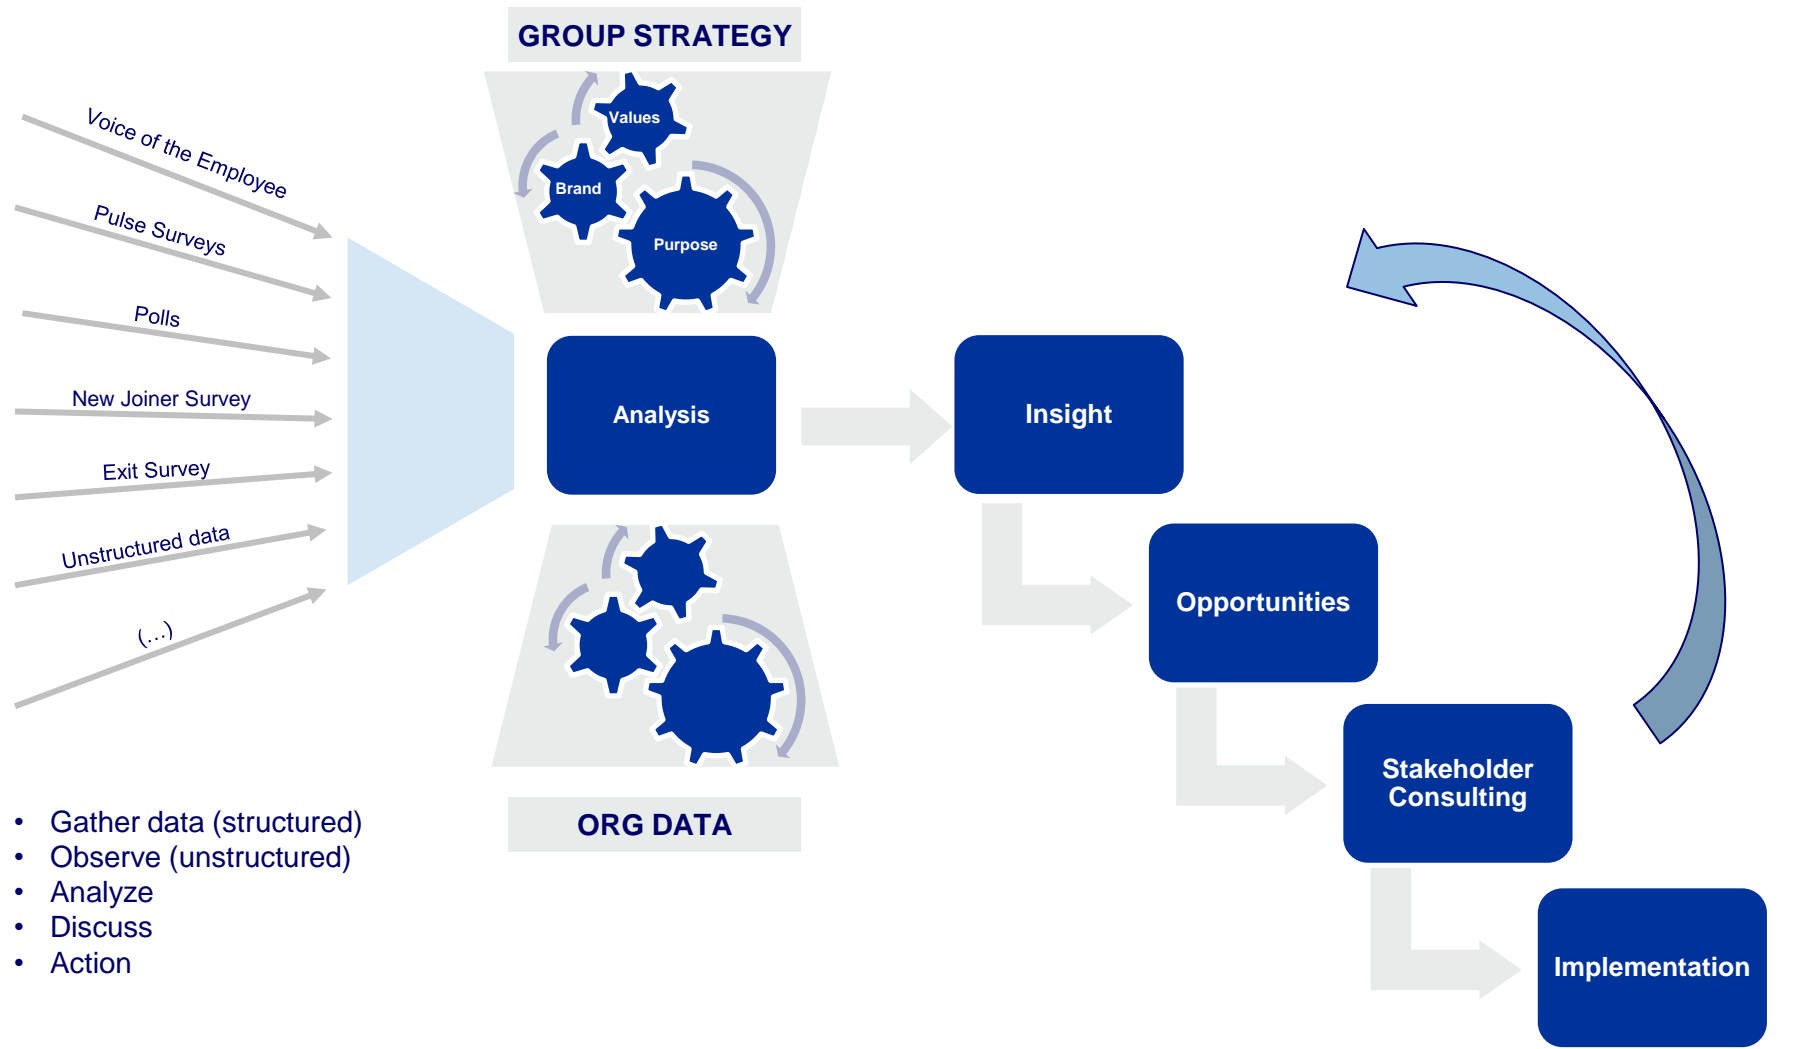 GROUP STRATEGY
Values
Brand
Purpose
Voice of the Employee
Pulse Surveys
Polls
New Joiner Survey
Exit Survey
Unstructured data
(…)
Analysis
Insight
Opportunities
Stakeholder
Consulting
Implementation
ORG DATA
• Gather data (structured)
• Observe (unstructured)
• Analyze
• Discuss
• Action